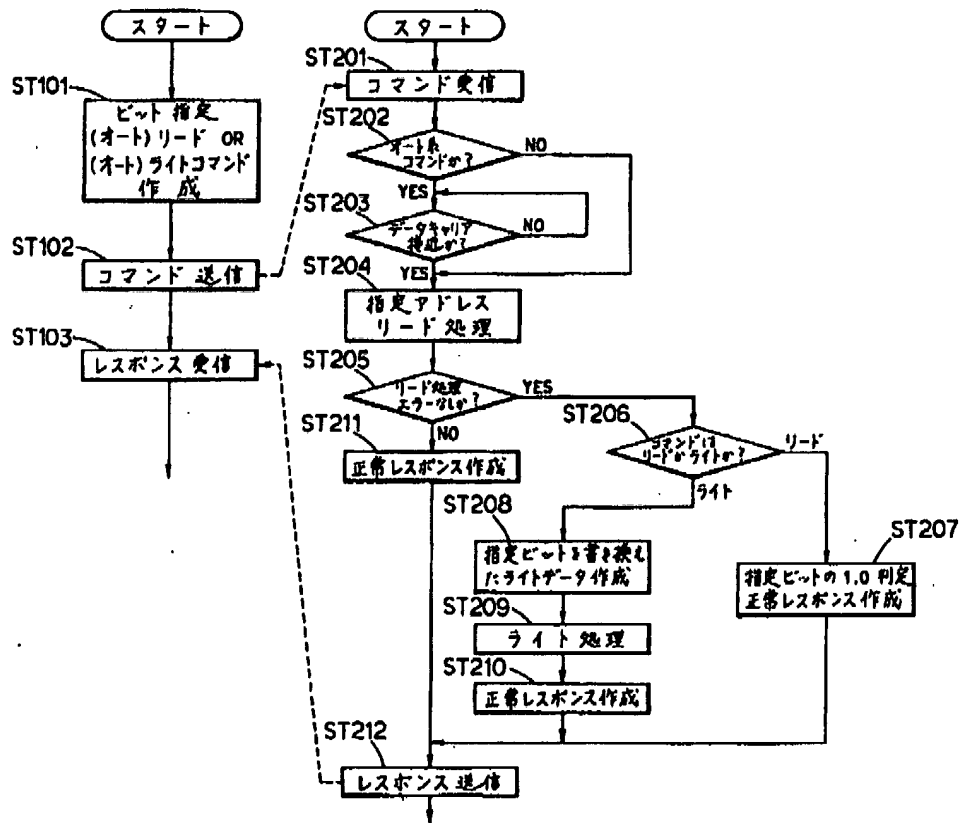 スタート
ST101
ビット指定
(オート)リード OR
(オート)ライトコマンド
作成
ST102
コマンド送信
ST103
レスポンス受信
スタート
ST201
コマンド受信
ST202
オート系
コマンドか?
NO
YES
ST203
データキャリア
接近か?
NO
YES
ST204
指定アドレス
リード処理
ST205
リード処理
エラーなしか?
YES
NO
ST211
正常レスポンス作成
ST206
コマンドは
リードかライトか?
リード
ライト
ST208
指定ビットを書き換え
たライトデータ作成
ST209
ライト処理
ST210
正常レスポンス作成
ST207
指定ビットの1,0判定
正常レスポンス作成
ST212
レスポンス送信